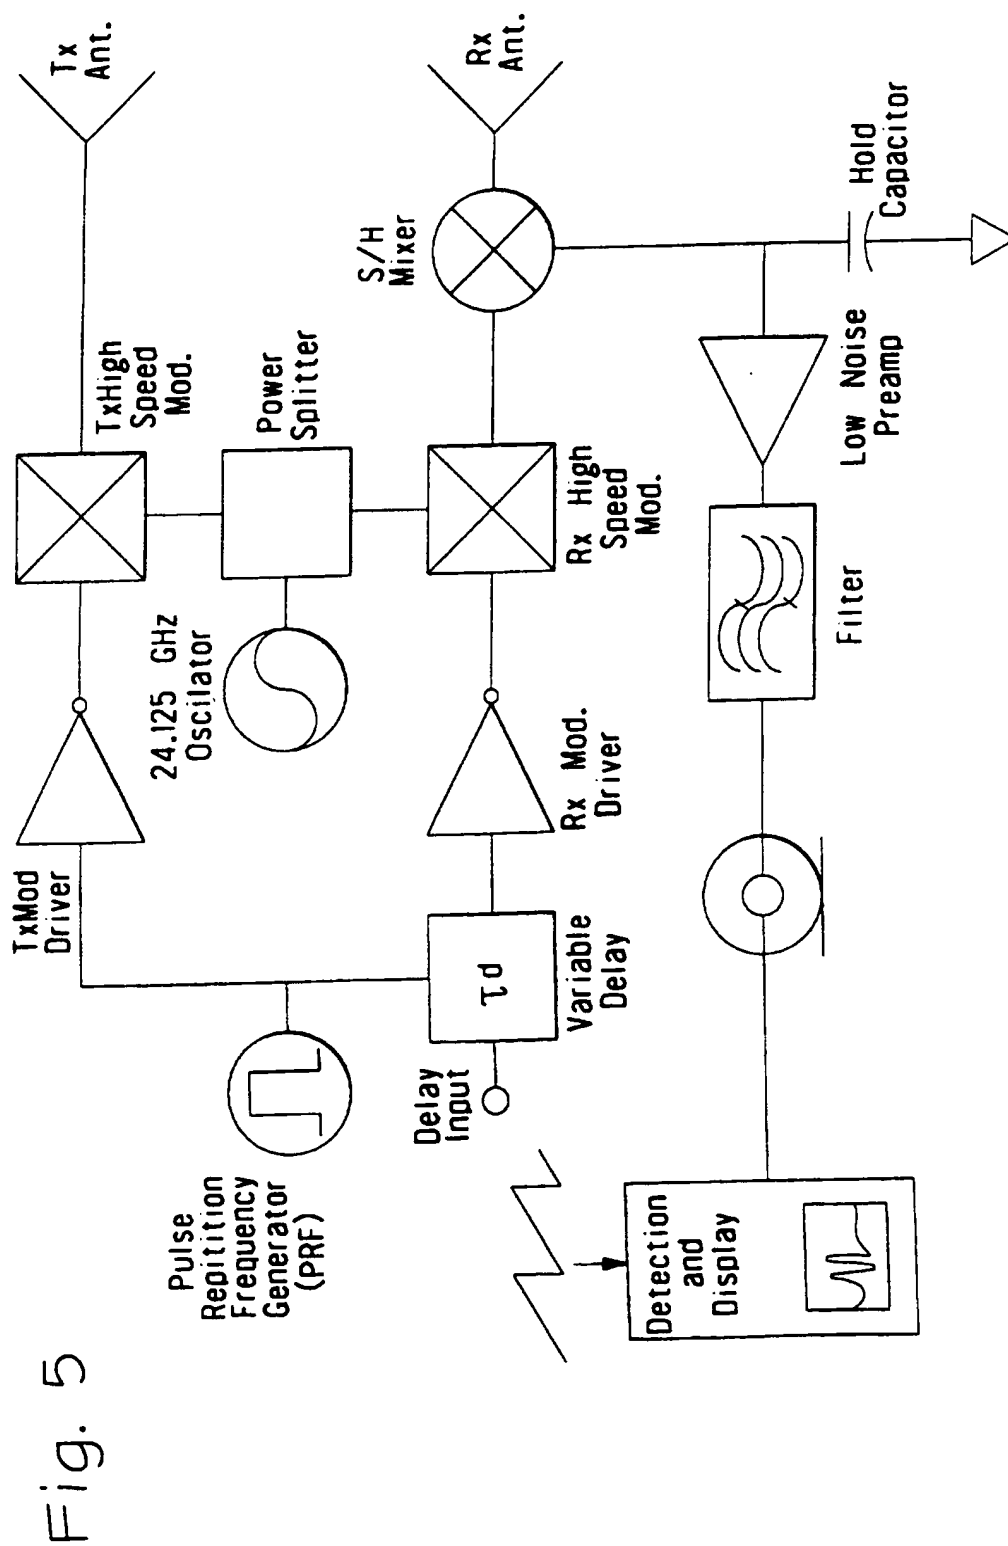 Fig. 5
Tx
Ant.
TxMod
Driver
TxHigh
Speed
Mod.
24.125 GHz
Oscilator
Power
Splitter
Pulse
Repitition
Frequency
Generator
(PRF)
Delay
Input
τd
Variable
Delay
Rx Mod.
Driver
Rx High
Speed
Mod.
S/H
Mixer
Rx
Ant.
Detection
and
Display
Filter
Low Noise
Preamp
Hold
Capacitor